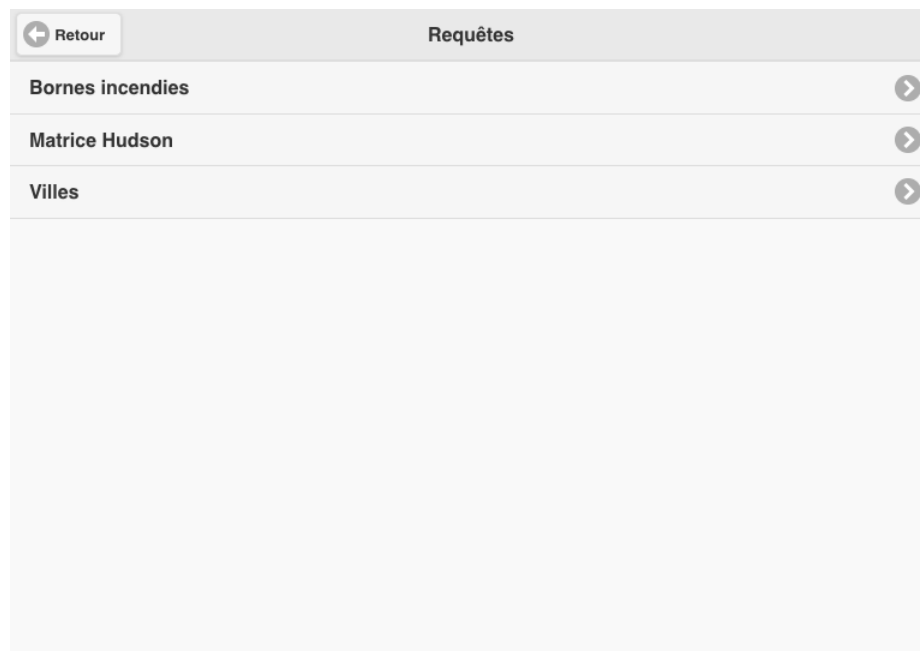 Retour
Requêtes
Bornes incendies
Matrice Hudson
Villes